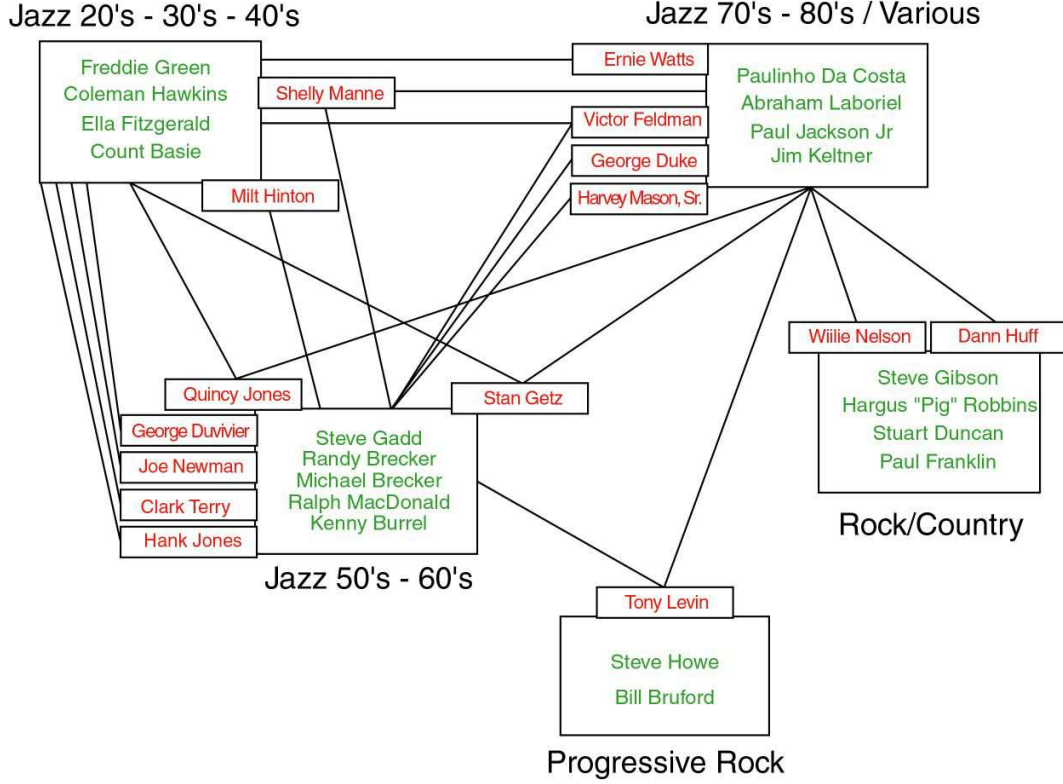 Jazz 20's - 30's - 40's
Freddie Green
Coleman Hawkins
Ella Fitzgerald
Count Basie
Shelly Manne
Milt Hinton
Jazz 70's - 80's / Various
Ernie Watts
Victor Feldman
George Duke
Harvey Mason, Sr.
Paulinho Da Costa
Abraham Laboriel
Paul Jackson Jr
Jim Keltner
Quincy Jones
George Duvivier
Joe Newman
Clark Terry
Hank Jones
Stan Getz
Steve Gadd
Randy Brecker
Michael Brecker
Ralph MacDonald
Kenny Burrel
Jazz 50's - 60's
Wiilie Nelson
Dann Huff
Steve Gibson
Hargus "Pig" Robbins
Stuart Duncan
Paul Franklin
Rock/Country
Tony Levin
Steve Howe
Bill Bruford
Progressive Rock